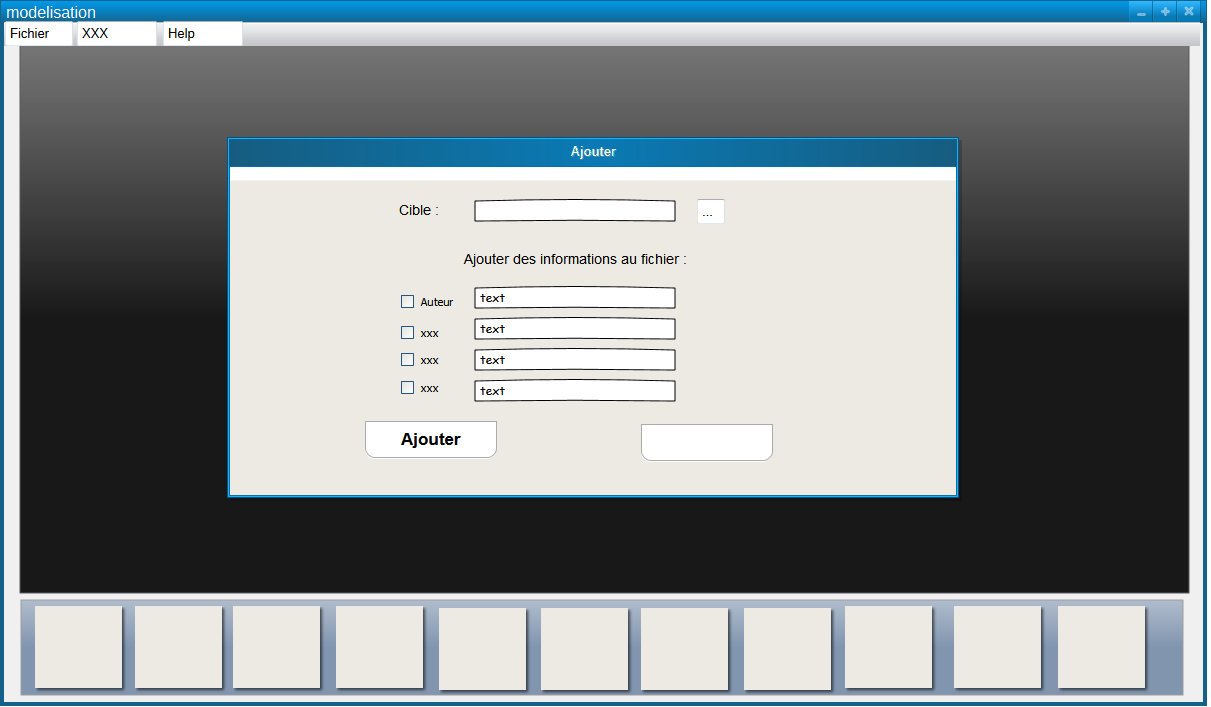 modelisation
Fichier XXX Help
Ajouter
Cible : ...
Ajouter des informations au fichier :
Auteur text
xxx text
xxx text
xxx text
Ajouter